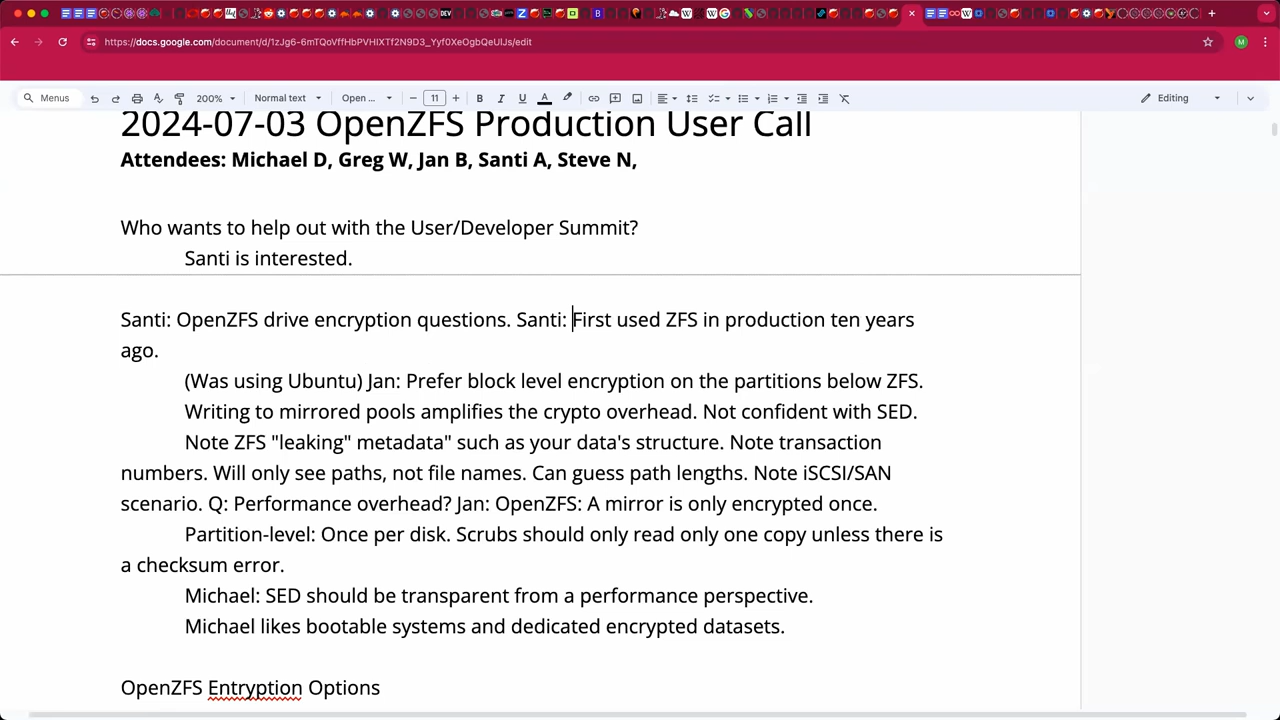 https://docs.google.com/document/d/1zJg6-6mTQoVffHbPVHIXTf2N9D3_Yyf0XeOgbQeUIJs/edit
M
Menus
200%
Normal text
Open ...
11
B I U A
Editing
2024-07-03 OpenZFS Production User Call
Attendees: Michael D, Greg W, Jan B, Santi A, Steve N,
Who wants to help out with the User/Developer Summit?
Santi is interested.
Santi: OpenZFS drive encryption questions. Santi: First used ZFS in production ten years
ago.
(Was using Ubuntu) Jan: Prefer block level encryption on the partitions below ZFS.
Writing to mirrored pools amplifies the crypto overhead. Not confident with SED.
Note ZFS "leaking" metadata" such as your data's structure. Note transaction
numbers. Will only see paths, not file names. Can guess path lengths. Note iSCSI/SAN
scenario. Q: Performance overhead? Jan: OpenZFS: A mirror is only encrypted once.
Partition-level: Once per disk. Scrubs should only read only one copy unless there is
a checksum error.
Michael: SED should be transparent from a performance perspective.
Michael likes bootable systems and dedicated encrypted datasets.
OpenZFS Entryption Options